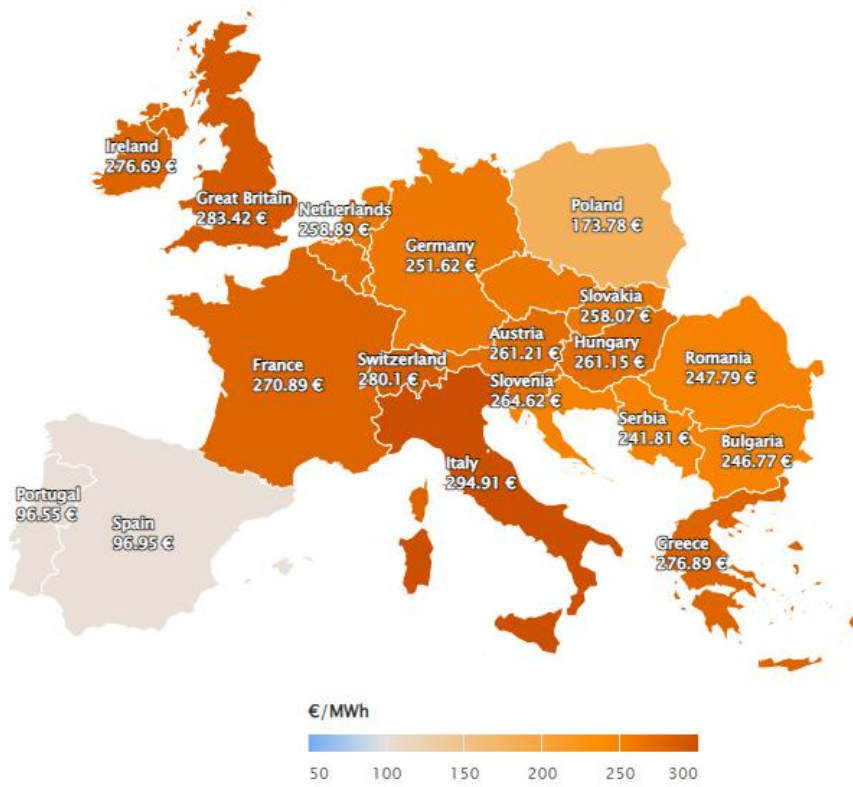 Ireland
276.69 €
Great Britain
283.42 €
Netherlands
258.89 €
Poland
173.78 €
Germany
251.62 €
Slovakia
258.07 €
Austria
261.21 €
Hungary
261.15 €
France
270.89 €
Switzerland
280.1 €
Romania
247.79 €
Slovenia
264.62 €
Serbia
241.81 €
Bulgaria
246.77 €
Italy
294.91 €
Portugal
96.55 €
Spain
96.95 €
Greece
276.89 €
€/MWh
50 100 150 200 250 300